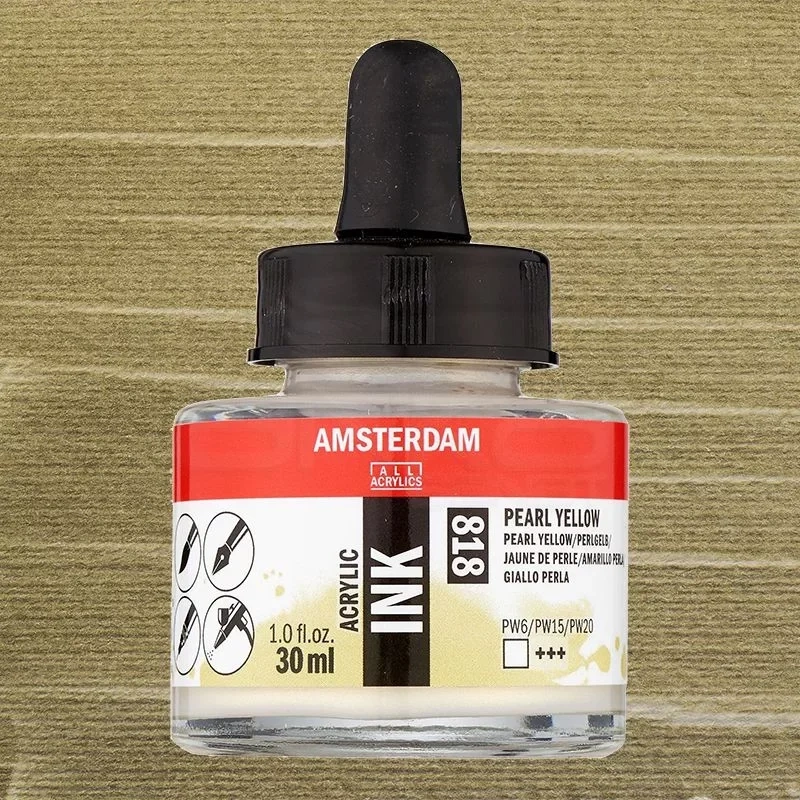 AMSTERDAM
ALL
ACRYLICS
ACRYLIC
INK
818
PEARL YELLOW
PEARL YELLOW/PERLGELB/
JAUNE DE PERLE/AMARILLO PERLA
GIALLO PERLA
PW6/PW15/PW20
+++
1.0 fl.oz.
30 ml